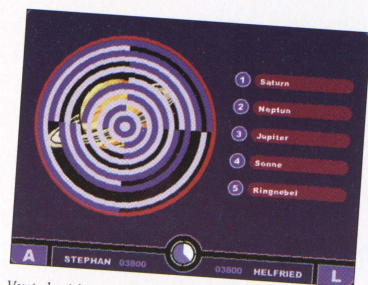 1 Saturn
2 Neptun
3 Jupiter
4 Sonne
5 Ringnebel
A STEPHAN 03800 03800 HELFRIED L